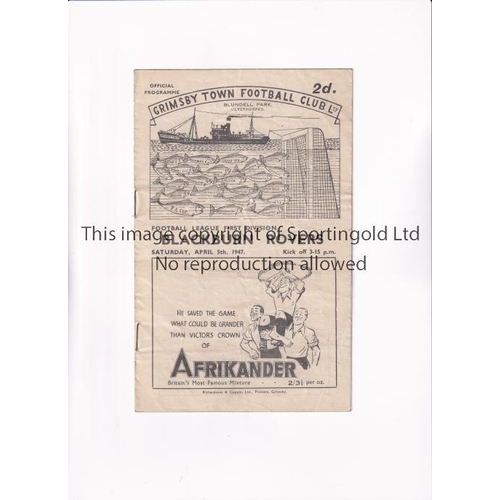 OFFICIAL
PROGRAMME
2d.
GRIMSBY TOWN FOOTBALL CLUB LTD
BLUNDELL PARK,
CLEETHORPES.
FOOTBALL LEAGUE FIRST DIVISION
This image copyright of Sportingold Ltd
BLACKBURN ROVERS
SATURDAY, APRIL 5th, 1947. Kick off 3-15 p.m.
No reproduction allowed
HE SAVED THE GAME
WHAT COULD BE GRANDER
THAN VICTOR'S CROWN
OF
AFRIKANDER
Britain's Most Famous Mixture - - - 2/3½ per oz.